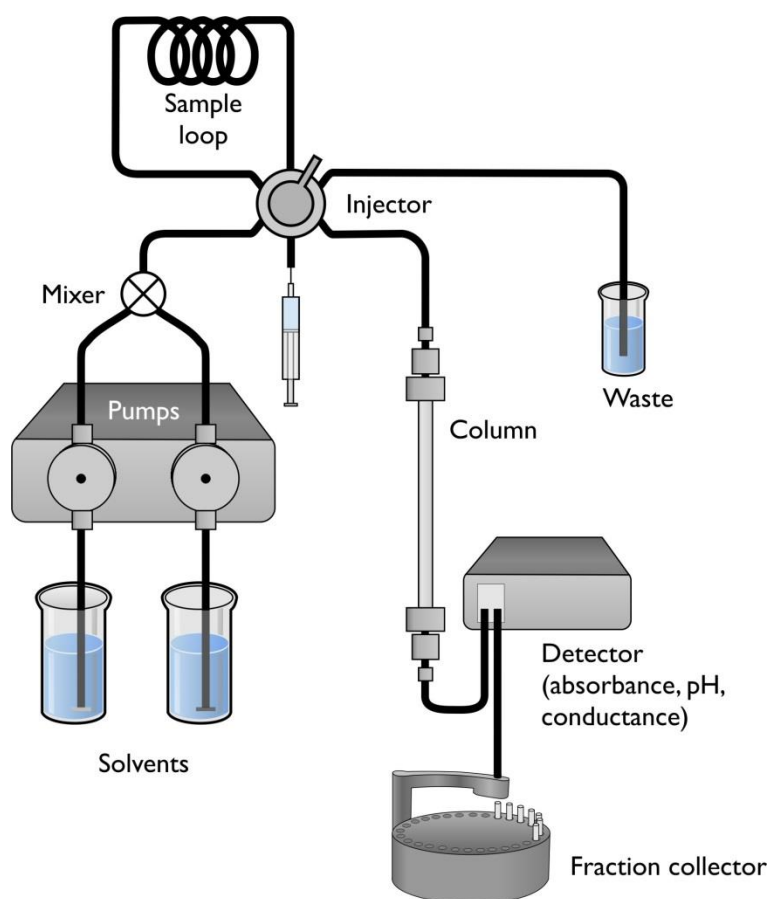 Sample
loop
Injector
Mixer
Pumps
Waste
Column
Detector
(absorbance, pH,
conductance)
Solvents
Fraction collector